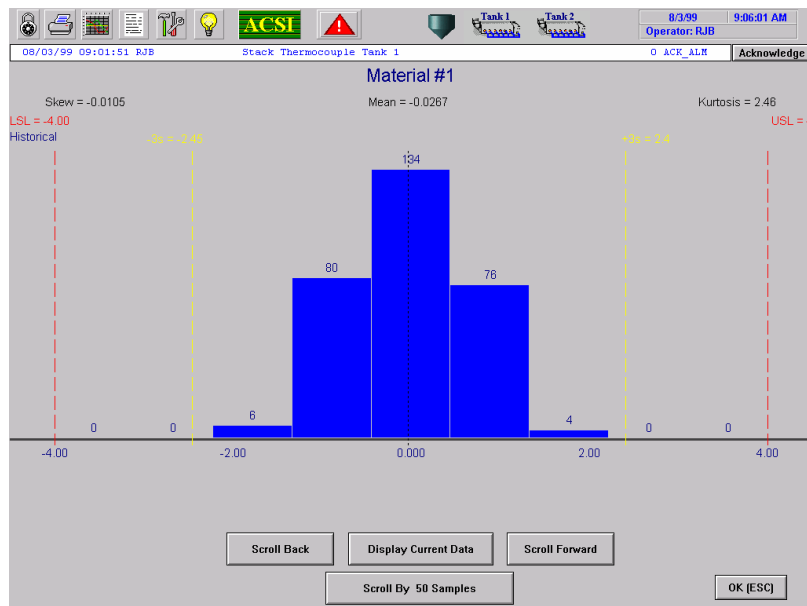 ACSI
Tank 1
Tank 2
8/3/99
9:06:01 AM
Operator: RJB
08/03/99 09:01:51 RJB
Stack Thermocouple Tank 1
0 ACK_ALM
Acknowledge
Material #1
Skew = -0.0105
Mean = -0.0267
Kurtosis = 2.46
LSL = -4.00
USL =
Historical
-3s = -2.45
+3s = 2.4
134
80
76
6
4
0
0
0
0
-4.00
-2.00
0.000
2.00
4.00
Scroll Back
Display Current Data
Scroll Forward
Scroll By 50 Samples
OK (ESC)